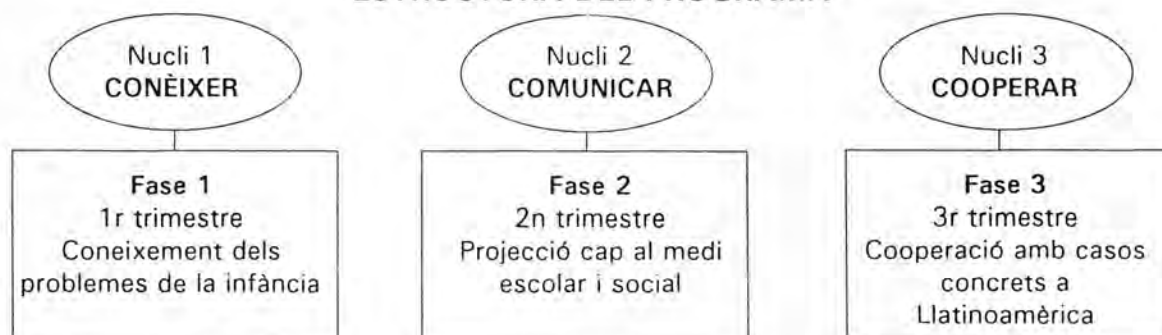 Nucli 1
CONÈIXER
Fase 1
1r trimestre
Coneixement dels
problemes de la infància
Nucli 2
COMUNICAR
Fase 2
2n trimestre
Projecció cap al medi
escolar i social
Nucli 3
COOPERAR
Fase 3
3r trimestre
Cooperació amb casos
concrets a
Llatinoamèrica